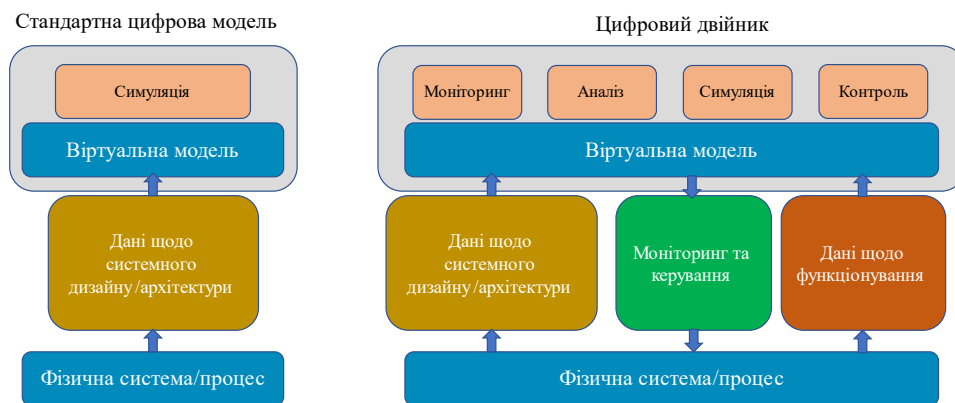 Стандартна цифрова модель
Симуляція
Віртуальна модель
Дані щодо
системного
дизайну/архітектури
Фізична система/процес
Цифровий двійник
Моніторинг
Аналіз
Симуляція
Контроль
Віртуальна модель
Дані щодо
системного
дизайну/архітектури
Моніторинг та
керування
Дані щодо
функціонування
Фізична система/процес